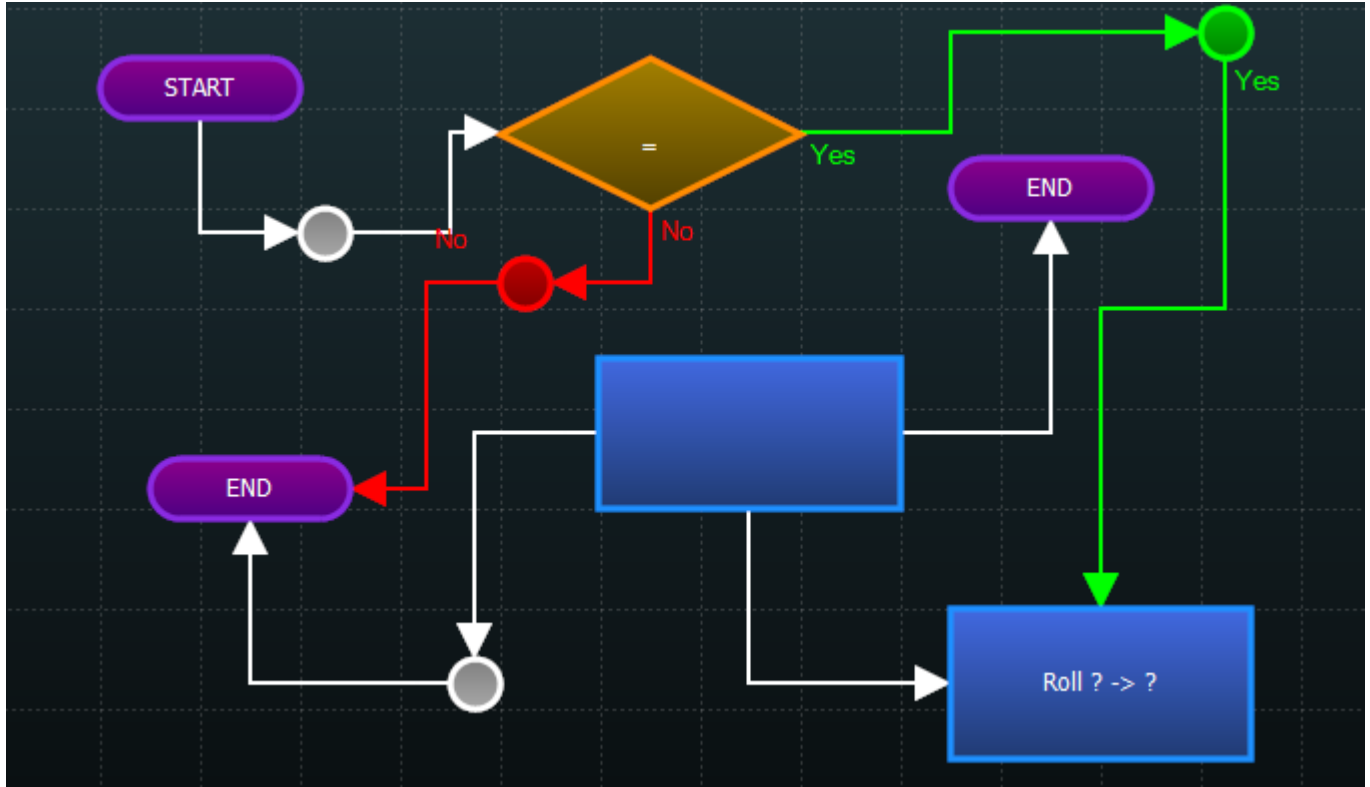 START
=
Yes
Yes
END
No
No
END
Roll ? -> ?